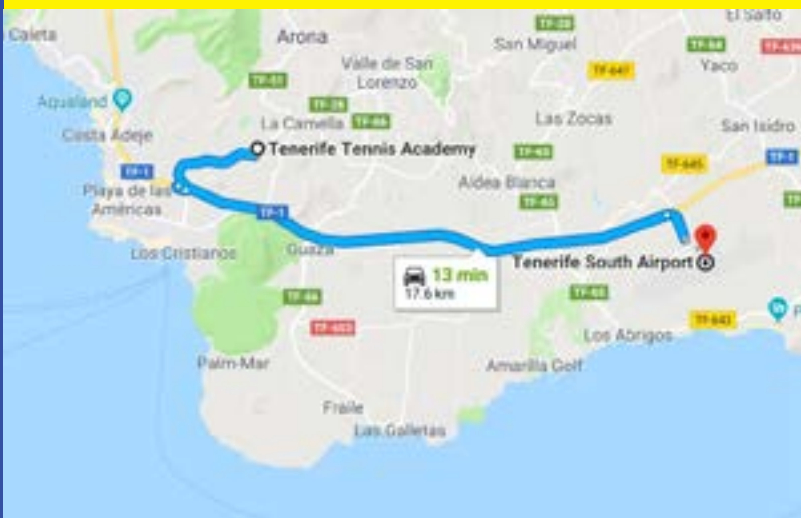 El Salto
Caleta
Arona
TF-28
San Miguel
TF-64
TF-636
Yaco
Valle de San
Lorenzo
TF-647
TF-51
Aqualand
TF-28
Las Zocas
La Camella
TF-66
San Isidro
Costa Adeje
Tenerife Tennis Academy
TF-65
TF-1
TF-1
TF-645
Playa de las
Américas
Aldea Blanca
TF-65
TF-1
Los Cristianos
Guaza
Tenerife South Airport
13 min
17.6 km
TF-66
TF-65
TF-643
TF-653
Los Abrigos
Palm-Mar
Amarilla Golf
Fraile
Las Galletas